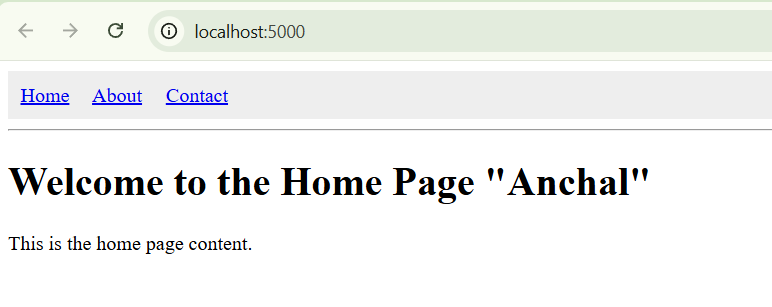 localhost:5000
Home About Contact
Welcome to the Home Page "Anchal"
This is the home page content.